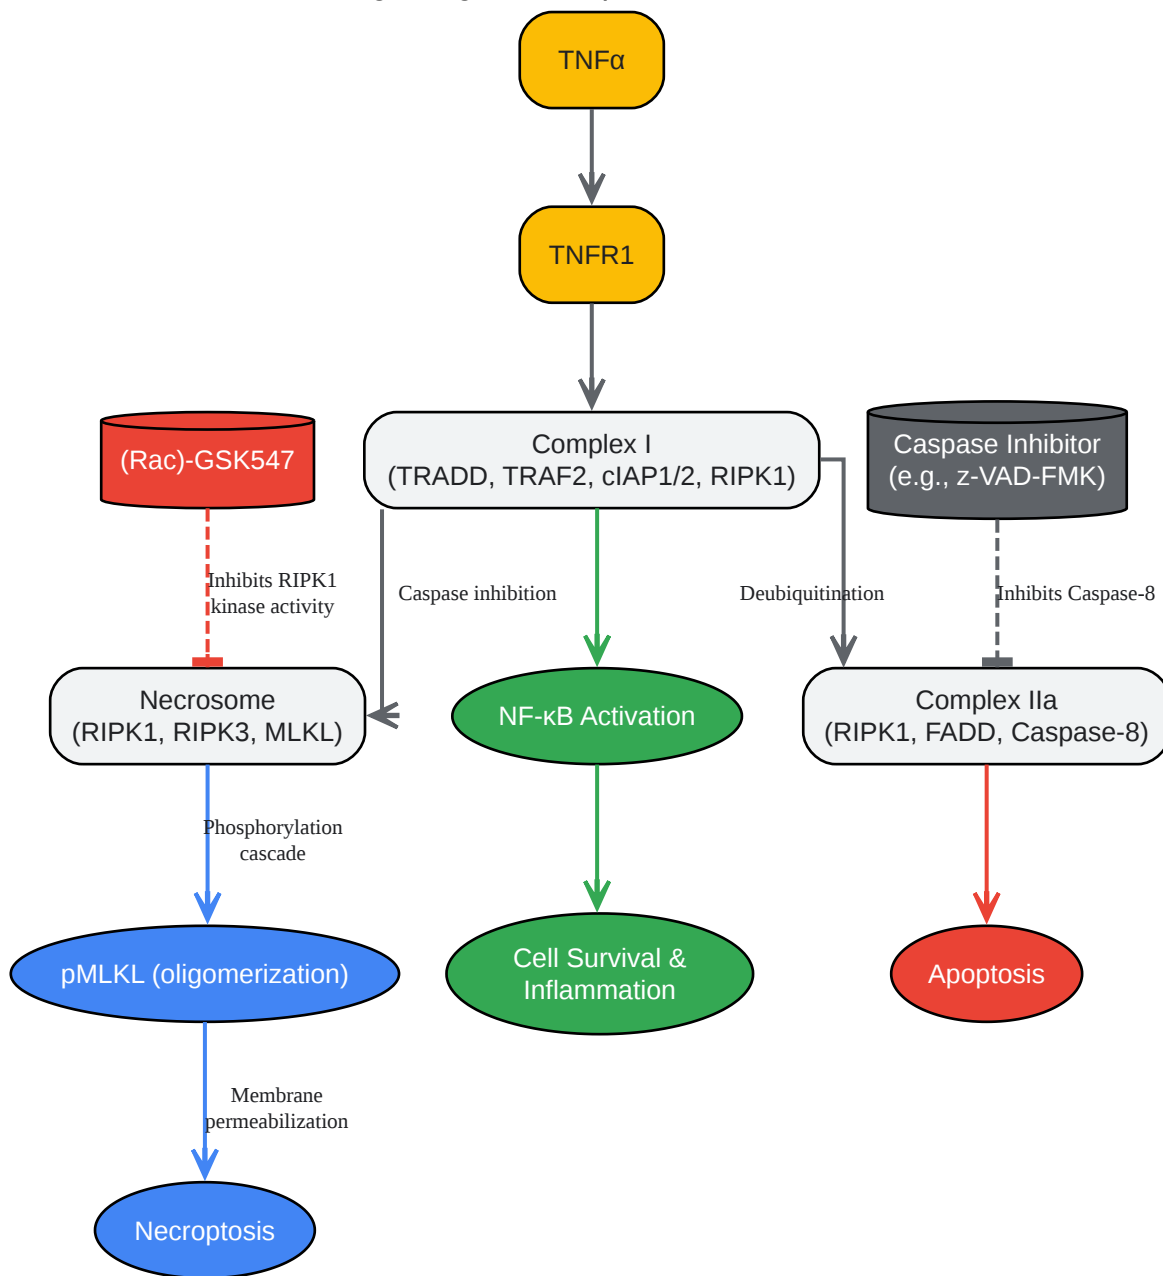 TNFα
TNFR1
(Rac)-GSK547
Complex I
(TRADD, TRAF2, cIAP1/2, RIPK1)
Caspase Inhibitor
(e.g., z-VAD-FMK)
Inhibits RIPK1
kinase activity
Caspase inhibition
Deubiquitination
Inhibits Caspase-8
Necrosome
(RIPK1, RIPK3, MLKL)
NF-κB Activation
Complex IIa
(RIPK1, FADD, Caspase-8)
Phosphorylation
cascade
pMLKL (oligomerization)
Cell Survival &
Inflammation
Apoptosis
Membrane
permeabilization
Necroptosis